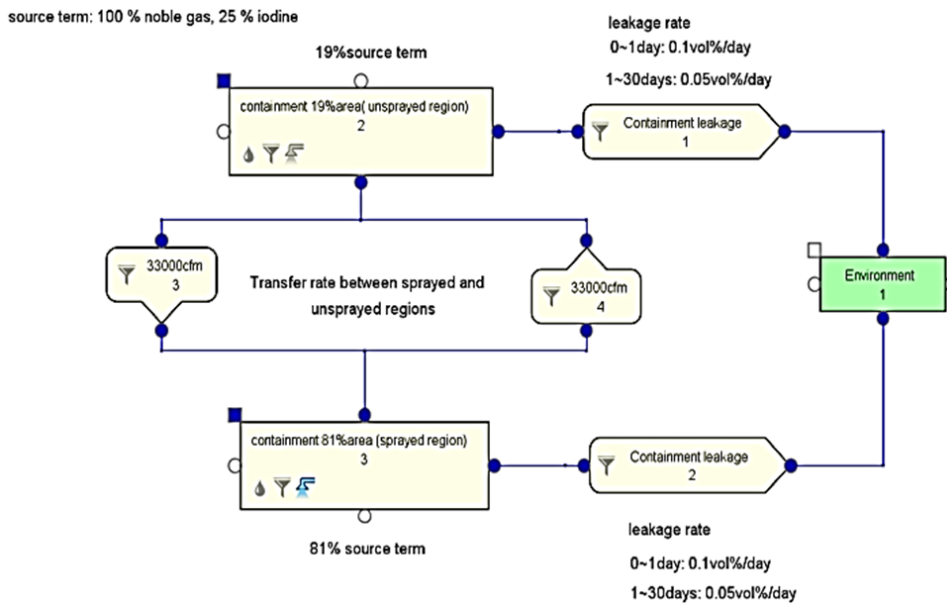 source term: 100 % noble gas, 25 % iodine
leakage rate
0~1day: 0.1vol%/day
1~30days: 0.05vol%/day
19%source term
containment 19%area( unsprayed region)
2
Containment leakage
1
33000cfm
3
Transfer rate between sprayed and
unsprayed regions
33000cfm
4
Environment
1
containment 81%area (sprayed region)
3
Containment leakage
2
81% source term
leakage rate
0~1day: 0.1vol%/day
1~30days: 0.05vol%/day